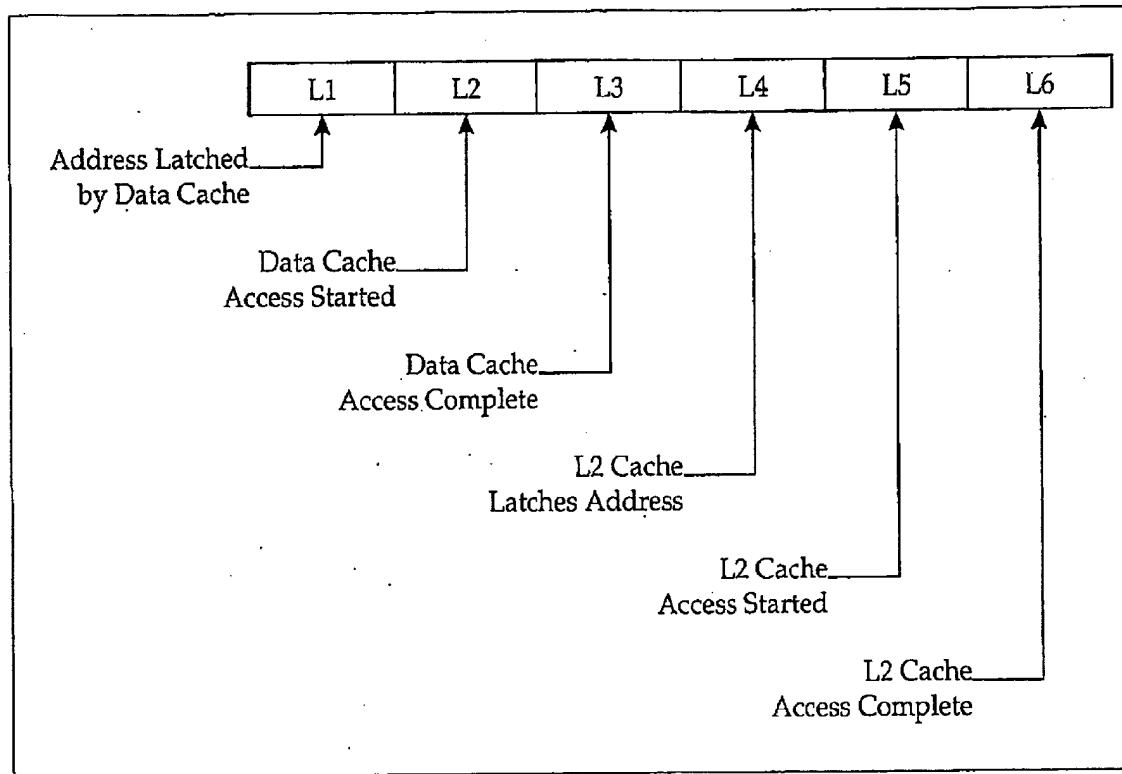 L1 L2 L3 L4 L5 L6
Address Latched
by Data Cache
Data Cache
Access Started
Data Cache
Access Complete
L2 Cache
Latches Address
L2 Cache
Access Started
L2 Cache
Access Complete